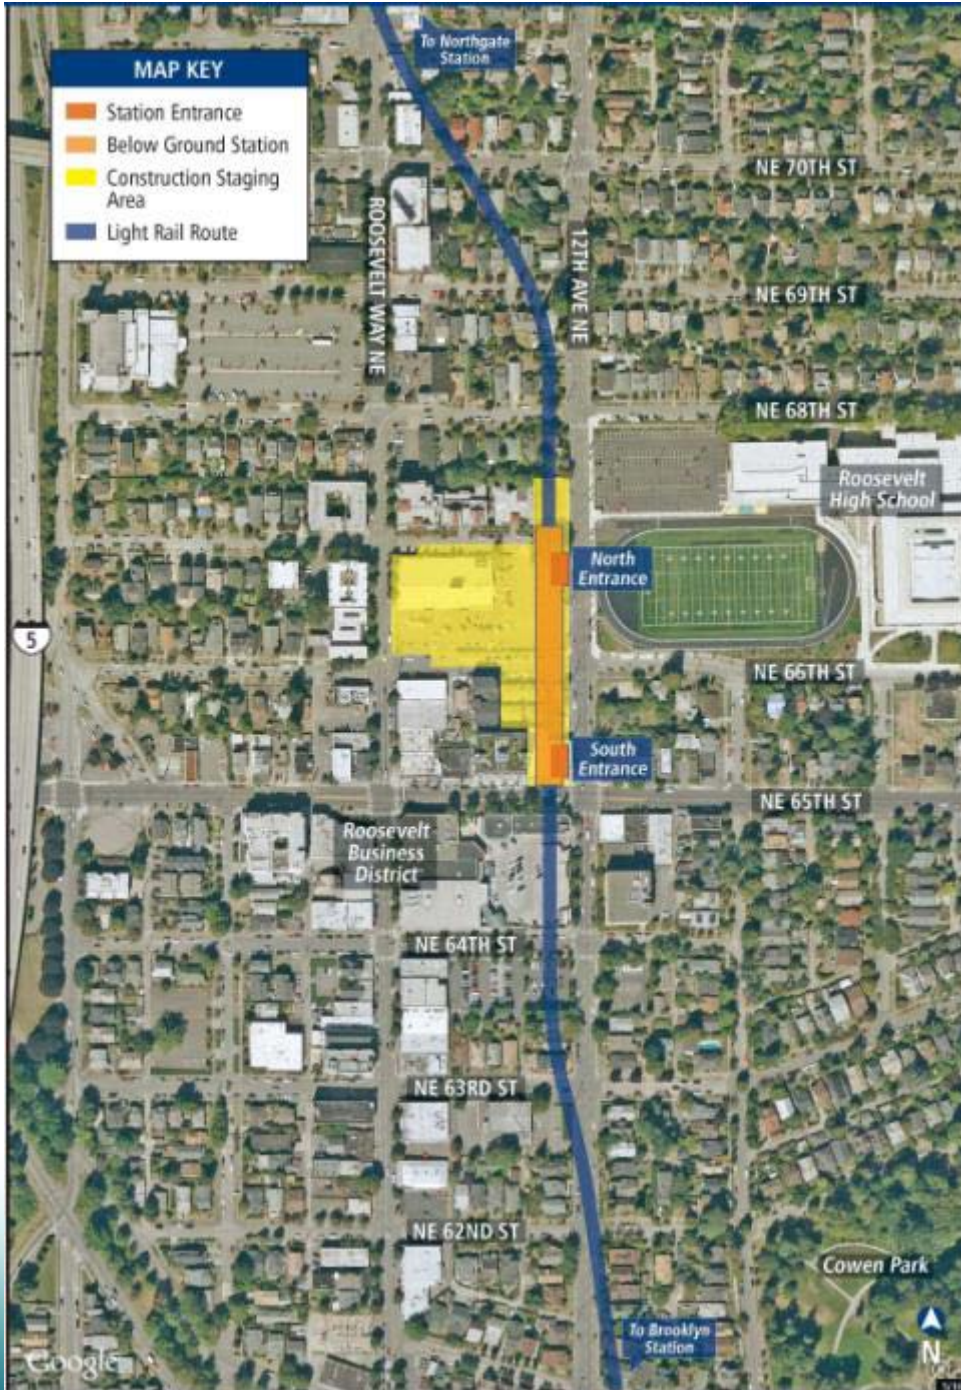 To Northgate
Station
MAP KEY
Station Entrance
Below Ground Station
Construction Staging
Area
Light Rail Route
NE 70TH ST
ROOSEVELT WAY NE
12TH AVE NE
NE 69TH ST
NE 68TH ST
Roosevelt
High School
North
Entrance
5
NE 66TH ST
South
Entrance
NE 65TH ST
Roosevelt
Business
District
NE 64TH ST
NE 63RD ST
NE 62ND ST
Cowen Park
To Brooklyn
Station
N
Google